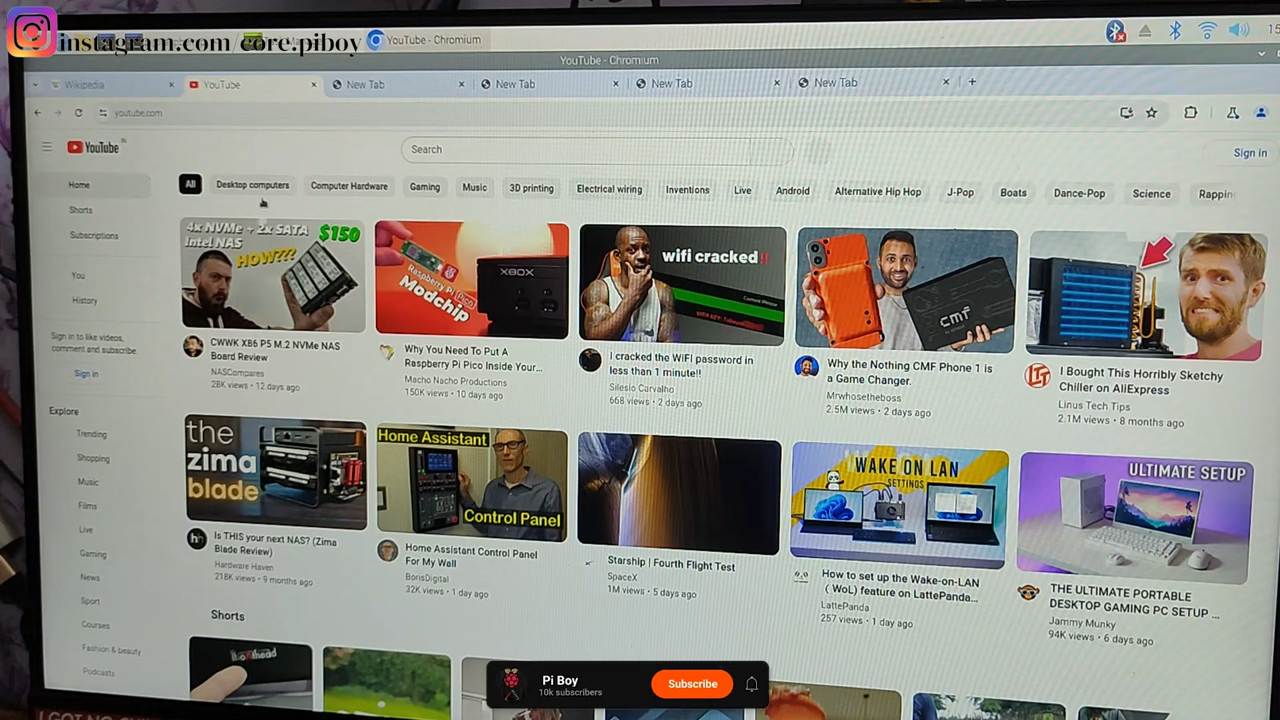 instagram.com/core.piboy
YouTube - Chromium
15
YouTube - Chromium
Wikipedia
YouTube
New Tab
New Tab
New Tab
New Tab
youtube.com
YouTube
IN
Search
Sign in
Home
Shorts
Subscriptions
You
History
Sign in to like videos,
comment and subscribe.
Sign in
Explore
Trending
Shopping
Music
Films
Live
Gaming
News
Sport
Courses
Fashion & beauty
Podcasts
All
Desktop computers
Computer Hardware
Gaming
Music
3D printing
Electrical wiring
Inventions
Live
Android
Alternative Hip Hop
J-Pop
Boats
Dance-Pop
Science
Rappin
4x NVMe + 2x SATA
Intel NAS
$150
HOW???
CWWK XB6 P5 M.2 NVMe NAS
Board Review
NASCompares
28K views • 12 days ago
Raspberry Pi Pico
Modchip
XBOX
Why You Need To Put A
Raspberry Pi Pico Inside Your...
Macho Nacho Productions
150K views • 10 days ago
wifi cracked!!
I cracked the WiFi password in
less than 1 minute!!
Silesio Carvalho
668 views • 2 days ago
cmf
Why the Nothing CMF Phone 1 is
a Game Changer.
Mrwhosetheboss
2.5M views • 2 days ago
LTT
I Bought This Horribly Sketchy
Chiller on AliExpress
Linus Tech Tips
2.1M views • 8 months ago
the
zima
blade
Is THIS your next NAS? (Zima
Blade Review)
Hardware Haven
218K views • 9 months ago
Home Assistant
Control Panel
Home Assistant Control Panel
For My Wall
BorisDigital
32K views • 1 day ago
Starship | Fourth Flight Test
SpaceX
1M views • 5 days ago
WAKE ON LAN
SETTINGS
How to set up the Wake-on-LAN
( WoL) feature on LattePanda...
LattePanda
257 views • 1 day ago
ULTIMATE SETUP
THE ULTIMATE PORTABLE
DESKTOP GAMING PC SETUP ...
Jammy Munky
94K views • 6 days ago
Shorts
Pi Boy
10k subscribers
Subscribe